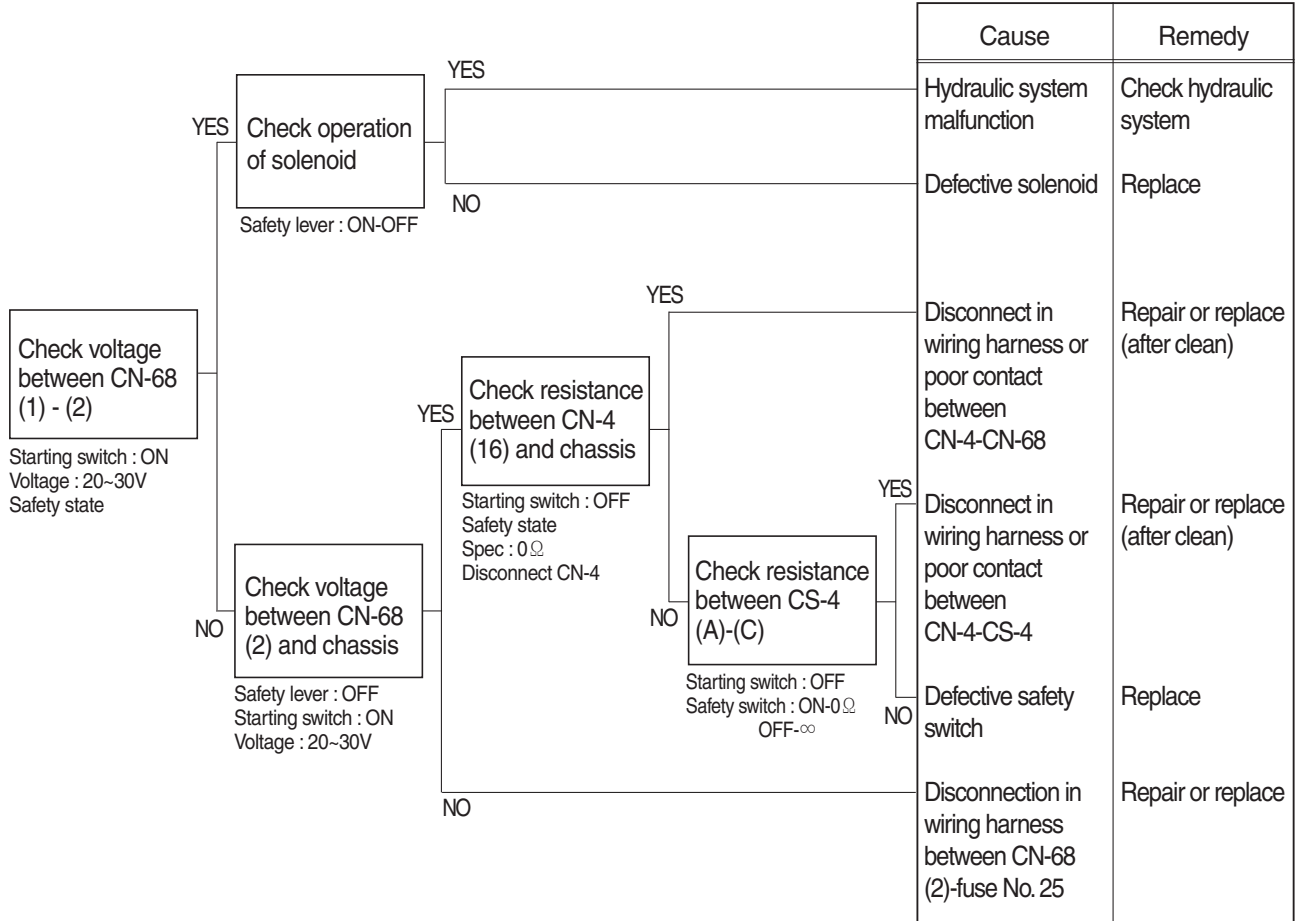 Cause
Remedy
YES
Hydraulic system
malfunction
Check hydraulic
system
YES
Check operation
of solenoid
Defective solenoid
Replace
NO
Safety lever : ON-OFF
YES
Disconnect in
wiring harness or
poor contact
between
CN-4-CN-68
Repair or replace
(after clean)
Check voltage
between CN-68
(1) - (2)
Starting switch : ON
Voltage : 20~30V
Safety state
YES
Check resistance
between CN-4
(16) and chassis
Starting switch : OFF
Safety state
Spec : 0Ω
Disconnect CN-4
YES
Disconnect in
wiring harness or
poor contact
between
CN-4-CS-4
Repair or replace
(after clean)
NO
Check voltage
between CN-68
(2) and chassis
Safety lever : OFF
Starting switch : ON
Voltage : 20~30V
NO
Check resistance
between CS-4
(A)-(C)
Starting switch : OFF
Safety switch : ON-0Ω
OFF-∞
NO
Defective safety
switch
Replace
NO
Disconnection in
wiring harness
between CN-68
(2)-fuse No. 25
Repair or replace